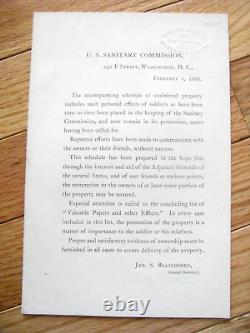 U. S. SANITARY COMMISSION,
244 F STREET, WASHINGTON, D. C.,
FEBRUARY 1, 1866.
The accompanying schedule of unclaimed property
includes such personal effects of soldiers as have been
time to time been placed in the keeping of the Sanitary
Commission, and now remain in its possession, never
having been called for.
Repeated efforts have been made to communicate with
the owners or their friends, without success.
This schedule has been prepared in the hope that
through the interest and aid of the Adjutant Generals of
the several States, and of our friends at various points,
the restoration to the owners of at least some portion of
the property may be secured.
Especial attention is called to the concluding list of
"Valuable Papers and other Effects." In every case
included in this list, the possession of the property is a
matter of importance to the soldier or his relatives.
Proper and satisfactory evidence of ownership must be
furnished in all cases to secure delivery of the property.
JNO. S. BLATCHFORD,
General Secretary.